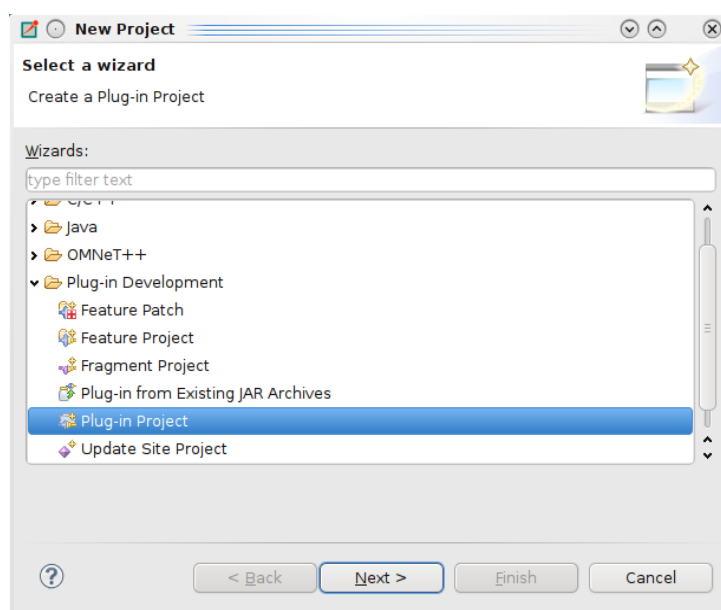 New Project
Select a wizard
Create a Plug-in Project
Wizards:
type filter text
C/C++
Java
OMNeT++
Plug-in Development
Feature Patch
Feature Project
Fragment Project
Plug-in from Existing JAR Archives
Plug-in Project
Update Site Project
? < Back Next > Finish Cancel